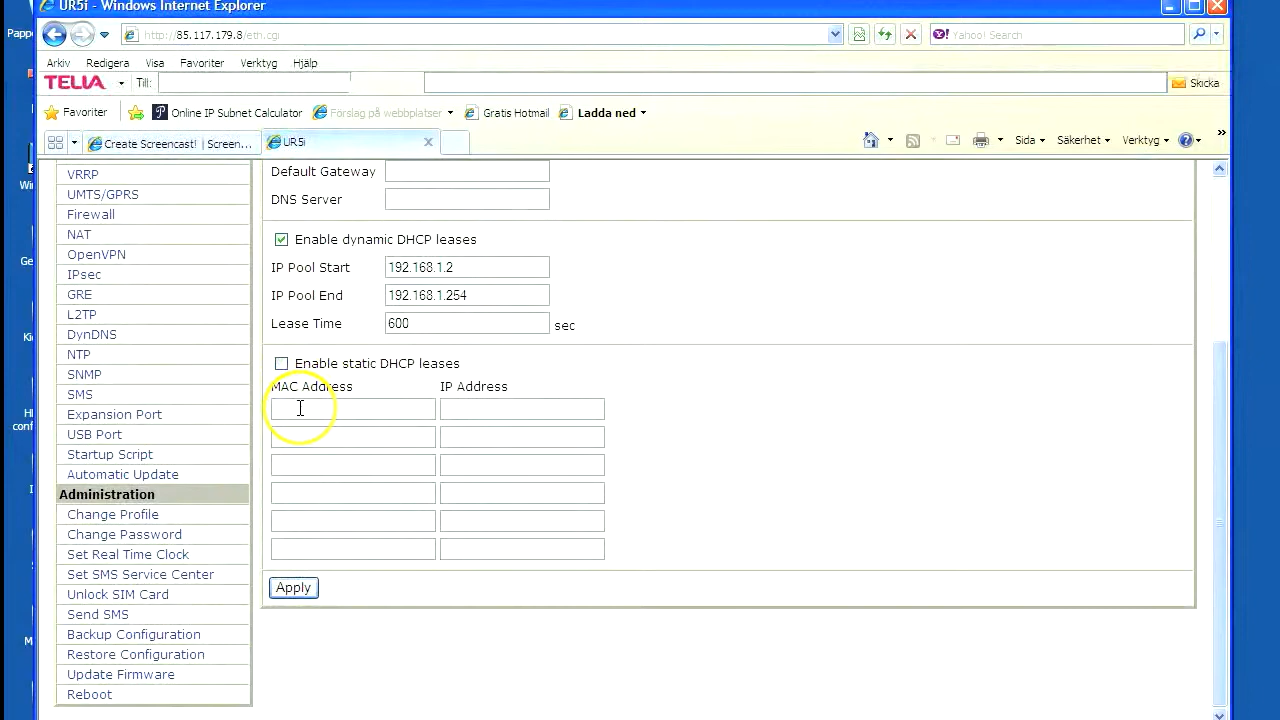 UR5i - Windows Internet Explorer
http://85.117.179.8/etn.cgi
Yahoo! Search
Arkiv Redigera Visa Favoriter Verktyg Hjälp
TELIA Till: Skicka
Favoriter Online IP Subnet Calculator Förslag på webbplatser Gratis Hotmail Ladda ned
Create Screencast! | Screen... UR5i Sida Säkerhet Verktyg
VRRP
UMTS/GPRS
Firewall
NAT
OpenVPN
IPsec
GRE
L2TP
DynDNS
NTP
SNMP
SMS
Expansion Port
USB Port
Startup Script
Automatic Update
Administration
Change Profile
Change Password
Set Real Time Clock
Set SMS Service Center
Unlock SIM Card
Send SMS
Backup Configuration
Restore Configuration
Update Firmware
Reboot
Default Gateway
DNS Server
Enable dynamic DHCP leases
IP Pool Start 192.168.1.2
IP Pool End 192.168.1.254
Lease Time 600 sec
Enable static DHCP leases
MAC Address IP Address
Apply